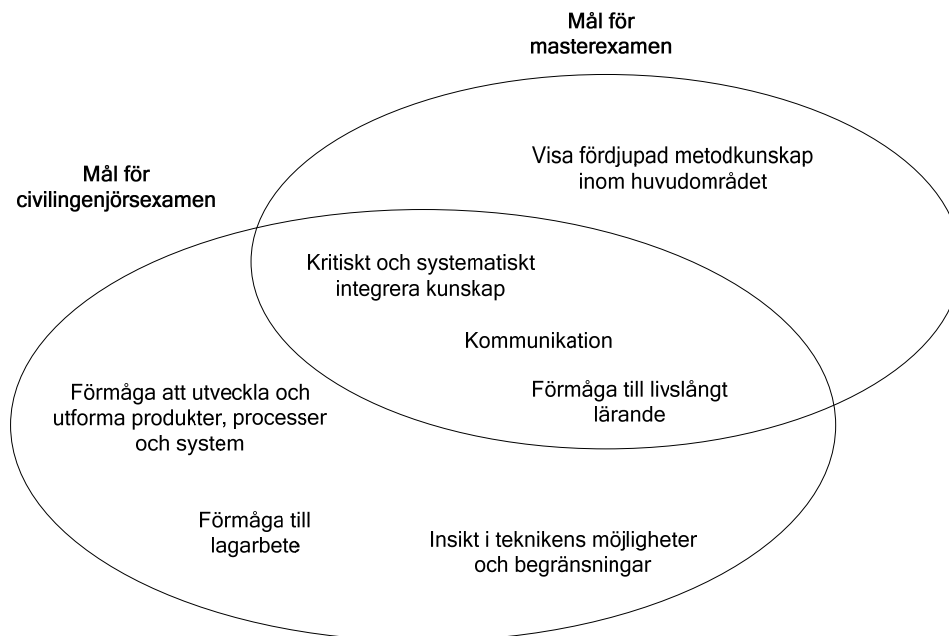 Mål för
masterexamen
Visa fördjupad metodkunskap
inom huvudområdet
Mål för
civilingenjörsexamen
Kritiskt och systematiskt
integrera kunskap
Kommunikation
Förmåga till livslångt
lärande
Förmåga att utveckla och
utforma produkter, processer
och system
Förmåga till
lagarbete
Insikt i teknikens möjligheter
och begränsningar